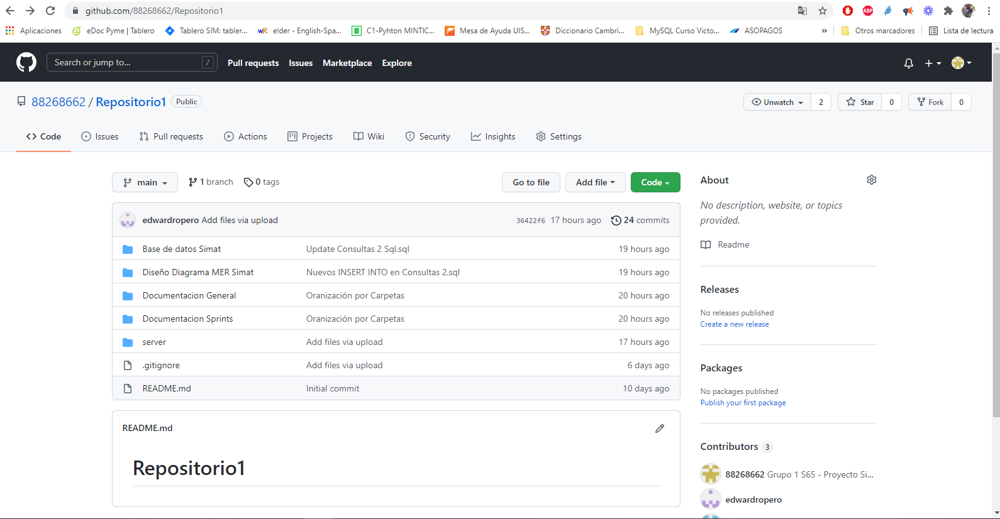 github.com/88268662/Repositorio1
Aplicaciones eDoc Pyme | Tablero Tablero SIM: tabler... wR elder - English-Spa... C1-Pyhton MINTIC... Mesa de Ayuda UIS... Diccionario Cambri... MySQL Curso Victo... ASOPAGOS » Otros marcadores Lista de lectura
Search or jump to... / Pull requests Issues Marketplace Explore
88268662 / Repositorio1 Public Unwatch 2 Star 0 Fork 0
Code Issues Pull requests Actions Projects Wiki Security Insights Settings
main 1 branch 0 tags Go to file Add file Code
edwardropero Add files via upload 36422f6 17 hours ago 24 commits
Base de datos Simat Update Consultas 2 Sql.sql 19 hours ago
Diseño Diagrama MER Simat Nuevos INSERT INTO en Consultas 2.sql 19 hours ago
Documentacion General Oranización por Carpetas 20 hours ago
Documentacion Sprints Oranización por Carpetas 20 hours ago
server Add files via upload 17 hours ago
.gitignore Add files via upload 6 days ago
README.md Initial commit 10 days ago
README.md
Repositorio1
About
No description, website, or topics
provided.
Readme
Releases
No releases published
Create a new release
Packages
No packages published
Publish your first package
Contributors 3
88268662 Grupo 1 S65 - Proyecto Si...
edwardropero
ABP